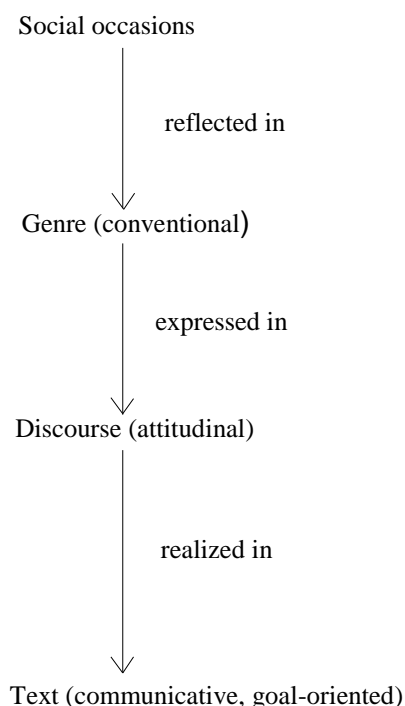 Social occasions
reflected in
Genre (conventional)
expressed in
Discourse (attitudinal)
realized in
Text (communicative, goal-oriented)